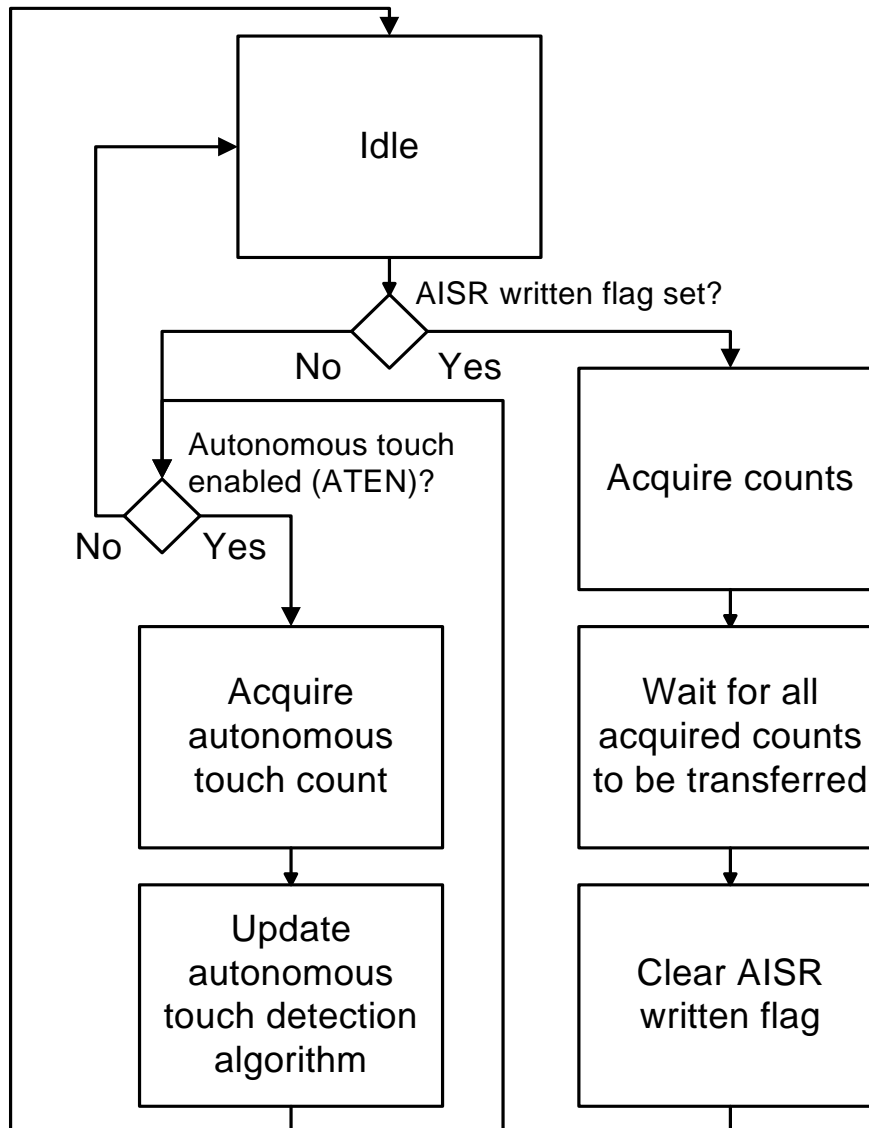 Idle
AISR written flag set?
No
Yes
Autonomous touch
enabled (ATEN)?
No
Yes
Acquire counts
Acquire
autonomous
touch count
Wait for all
acquired counts
to be transferred
Update
autonomous
touch detection
algorithm
Clear AISR
written flag